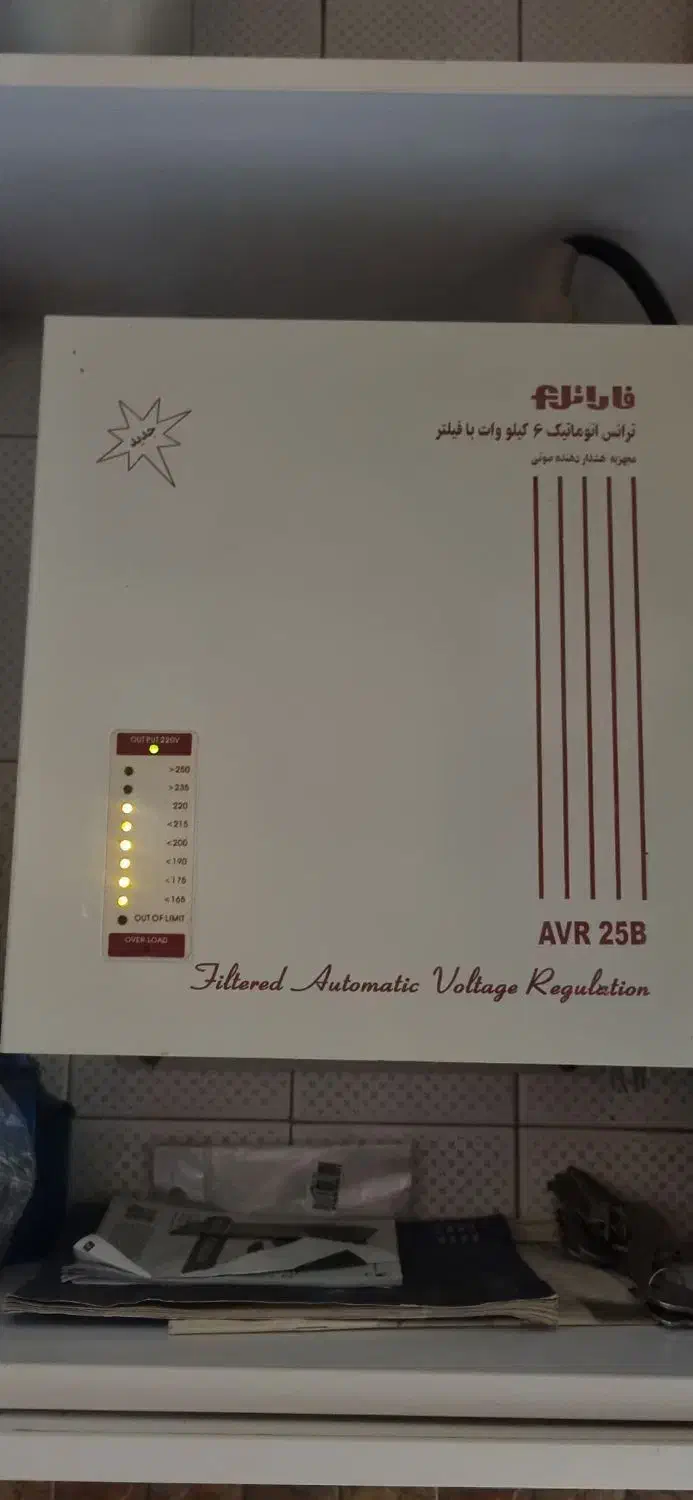 فاراتل
ترانس اتوماتیک ۶ کیلو وات با فیلتر
مجهز به هشدار دهنده صوتی
جدید
OUTPUT 220V
>250
>235
220
<215
<200
<190
<175
<165
OUT OF LIMIT
OVER LOAD
AVR 25B
Filtered Automatic Voltage Regulation